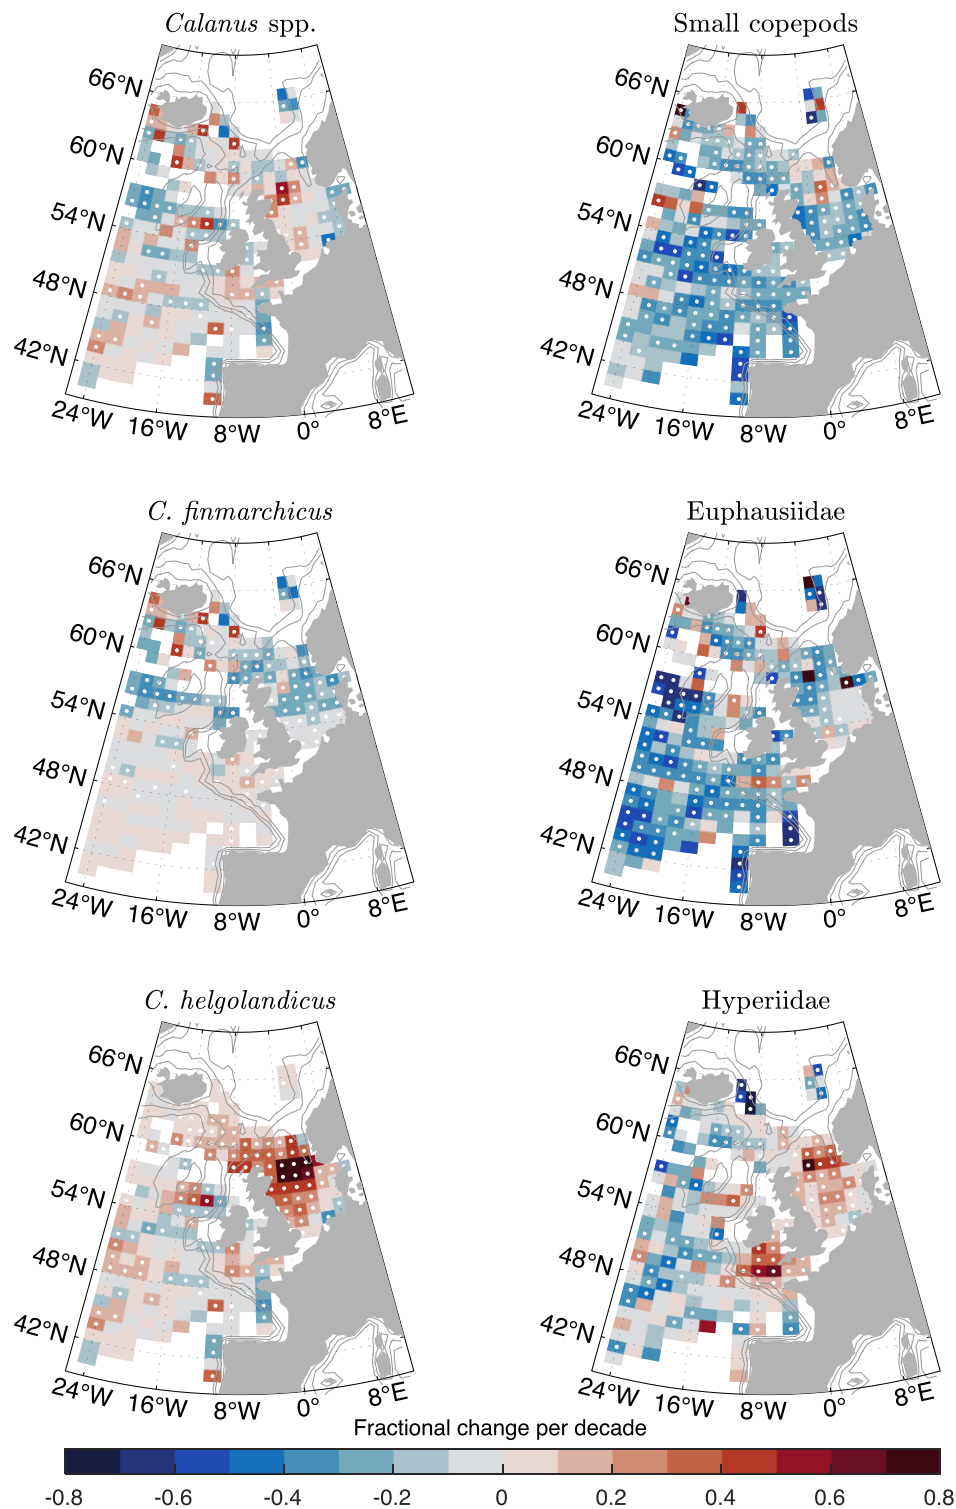 Calanus spp.
Small copepods
66°N
60°N
54°N
48°N
42°N
24°W 16°W 8°W 0° 8°E
66°N
60°N
54°N
48°N
42°N
24°W 16°W 8°W 0° 8°E
C. finmarchicus
Euphausiidae
66°N
60°N
54°N
48°N
42°N
24°W 16°W 8°W 0° 8°E
66°N
60°N
54°N
48°N
42°N
24°W 16°W 8°W 0° 8°E
C. helgolandicus
Hyperiidae
66°N
60°N
54°N
48°N
42°N
24°W 16°W 8°W 0° 8°E
66°N
60°N
54°N
48°N
42°N
24°W 16°W 8°W 0° 8°E
Fractional change per decade
-0.8 -0.6 -0.4 -0.2 0 0.2 0.4 0.6 0.8